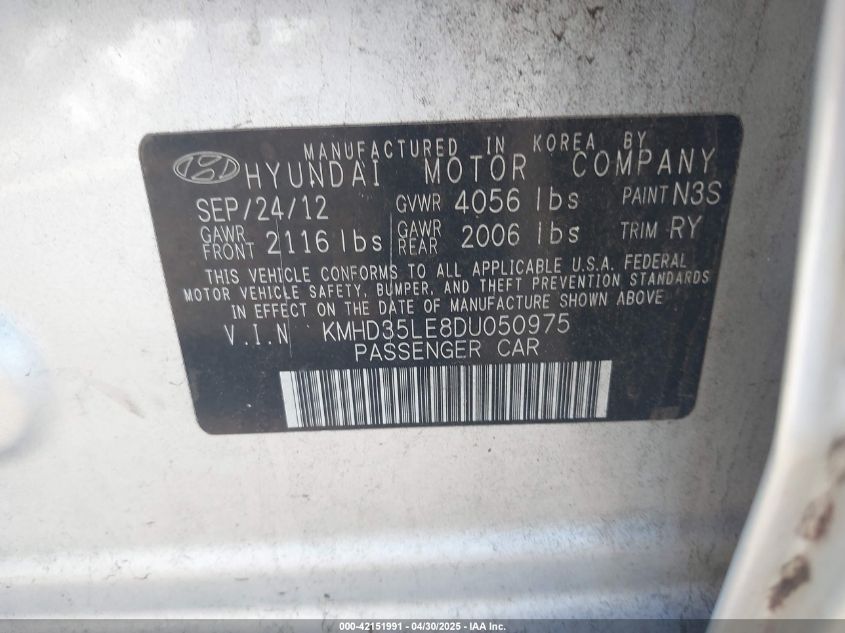 MANUFACTURED IN KOREA BY
HYUNDAI MOTOR COMPANY
SEP/24/12 GVWR 4056 lbs PAINT N3S
GAWR FRONT 2116 lbs GAWR REAR 2006 lbs TRIM RY
THIS VEHICLE CONFORMS TO ALL APPLICABLE U.S.A. FEDERAL
MOTOR VEHICLE SAFETY, BUMPER, AND THEFT PREVENTION STANDARDS
IN EFFECT ON THE DATE OF MANUFACTURE SHOWN ABOVE
V.I.N KMHD35LE8DU050975
PASSENGER CAR
000-42151991 - 04/30/2025 - IAA Inc.